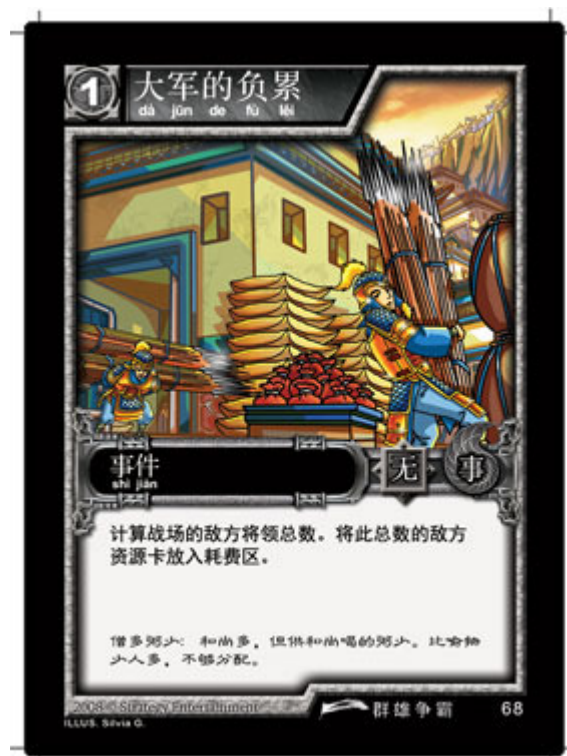 1
大军的负累
dà jūn de fù lěi
事件
shì jiàn
无
事
计算战场的敌方将领总数。将此总数的敌方
资源卡放入耗费区。
僧多粥少: 和尚多，但供和尚喝的粥少。比喻物
少人多，不够分配。
2008 © Strategy Entertainment
群雄争霸
68
ILLUS. Silvia G.